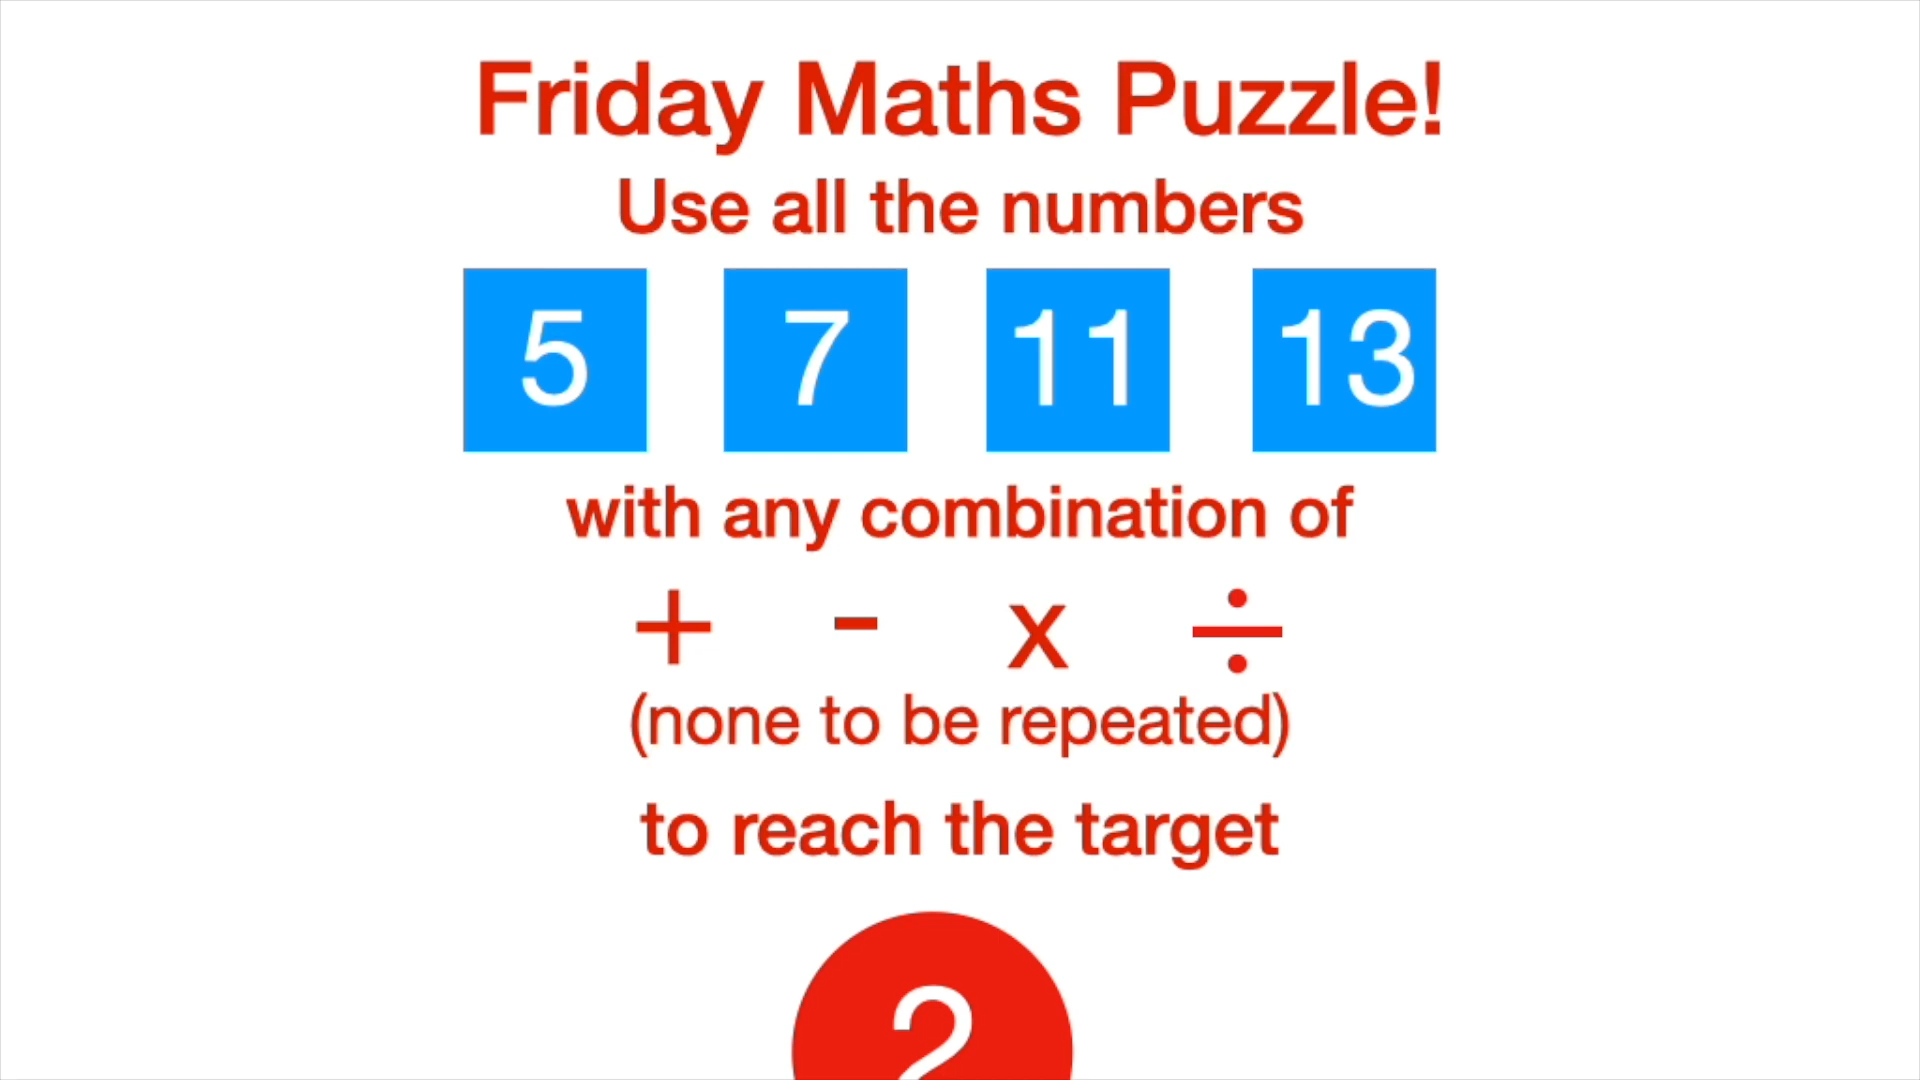 Friday Maths Puzzle!
Use all the numbers
5 7 11 13
with any combination of
+ - x ÷
(none to be repeated)
to reach the target
2